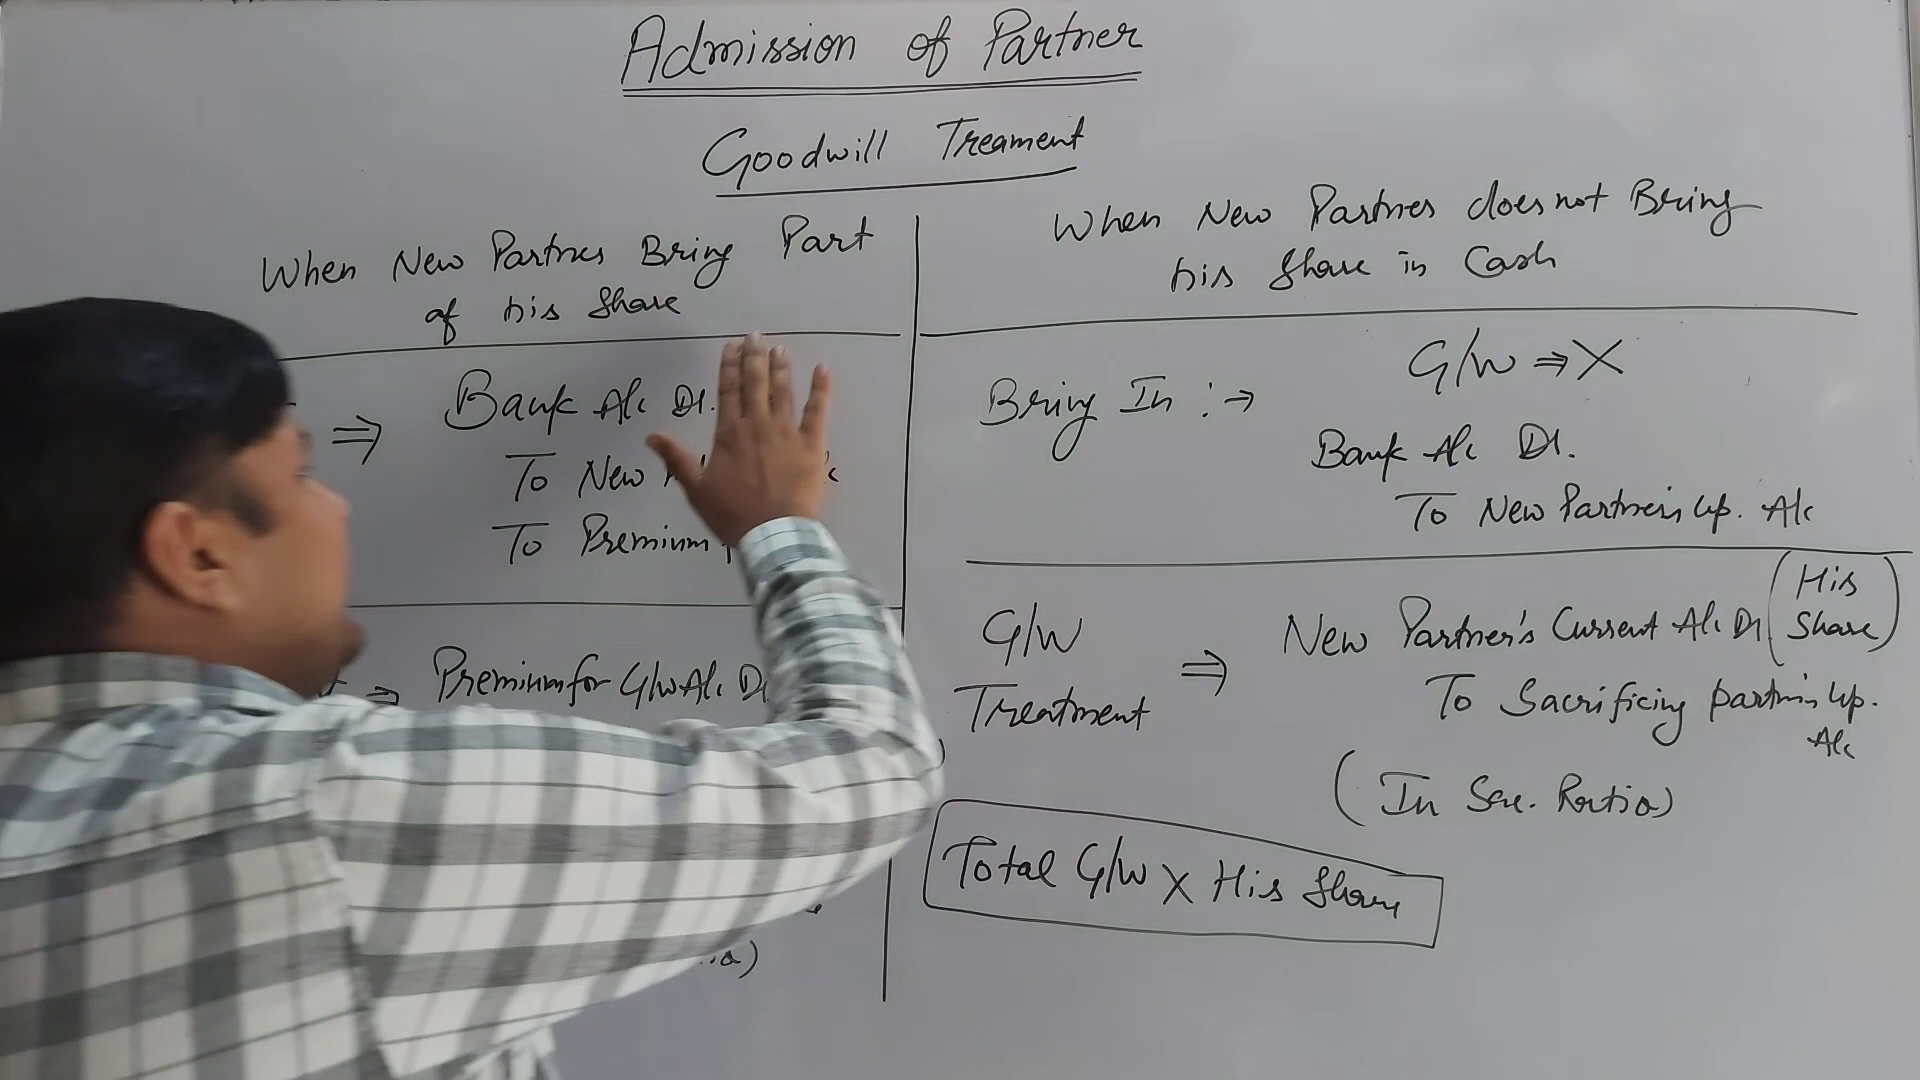 Admission of Partner
Goodwill Treament
When New Partner Bring Part
of his Share
⇒ Bank A/c Dr.
To New
To Premium
⇒ Premium for G/w A/c Dr
When New Partner does not Bring
his Share in Cash
G/W ⇒ X
Bring In :→
Bank A/c Dr.
To New Partner's Cap. A/c
G/W
Treatment
⇒ New Partner's Current A/c Dr (His Share)
To Sacrificing partner's Cap.
A/c
(In Sac. Ratio)
Total G/W X His Share